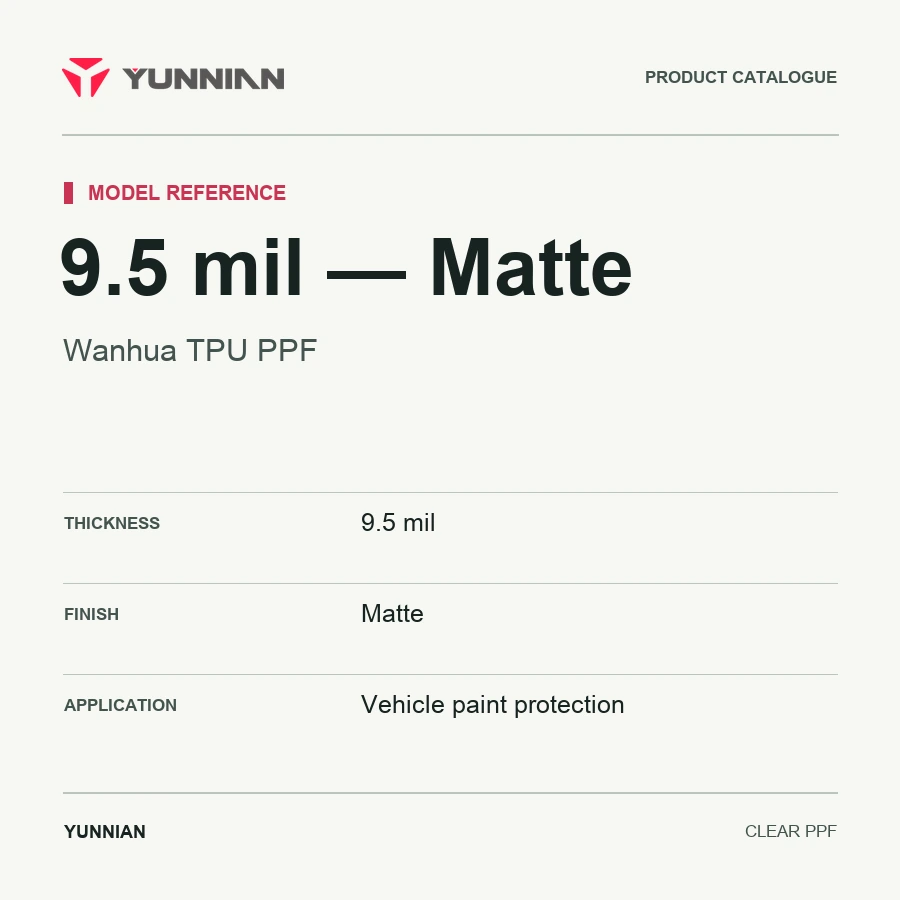 YUNNIAN
PRODUCT CATALOGUE
MODEL REFERENCE
9.5 mil — Matte
Wanhua TPU PPF
THICKNESS 9.5 mil
FINISH Matte
APPLICATION Vehicle paint protection
YUNNIAN
CLEAR PPF